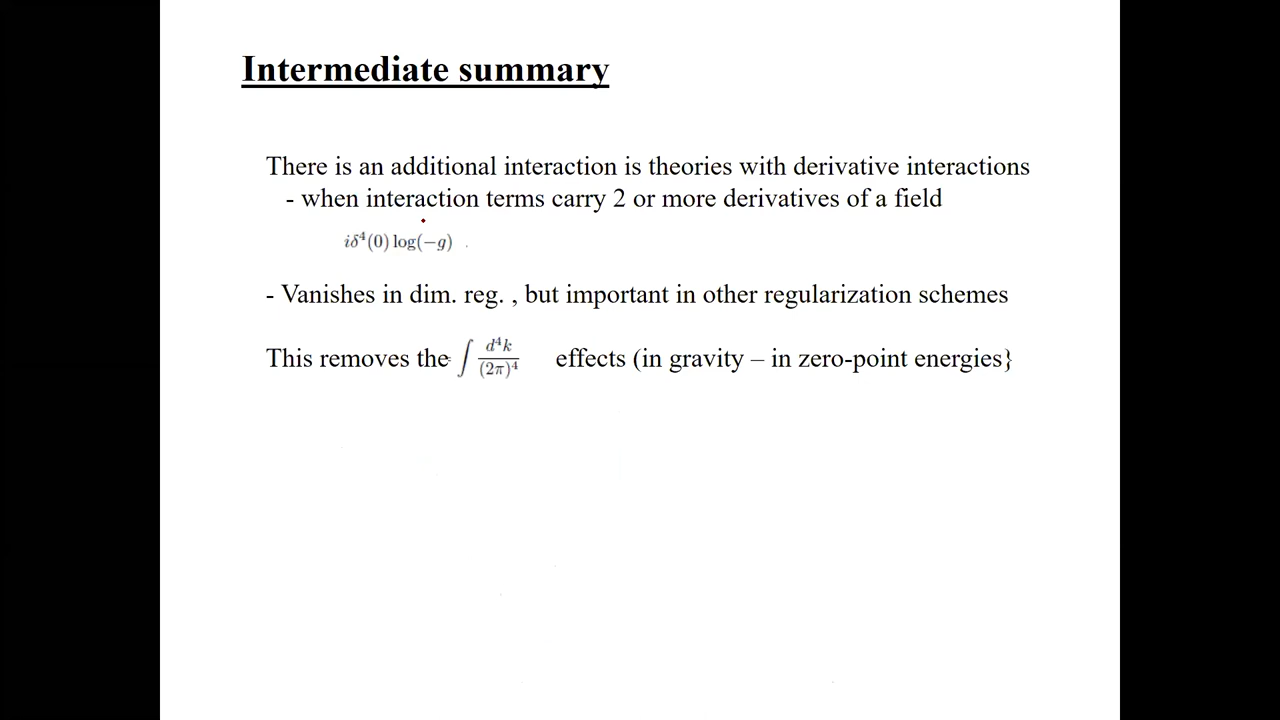 Intermediate summary
There is an additional interaction is theories with derivative interactions
- when interaction terms carry 2 or more derivatives of a field
iδ⁴(0) log(−g) .
- Vanishes in dim. reg. , but important in other regularization schemes
This removes the ∫ d⁴k/(2π)⁴ effects (in gravity – in zero-point energies}